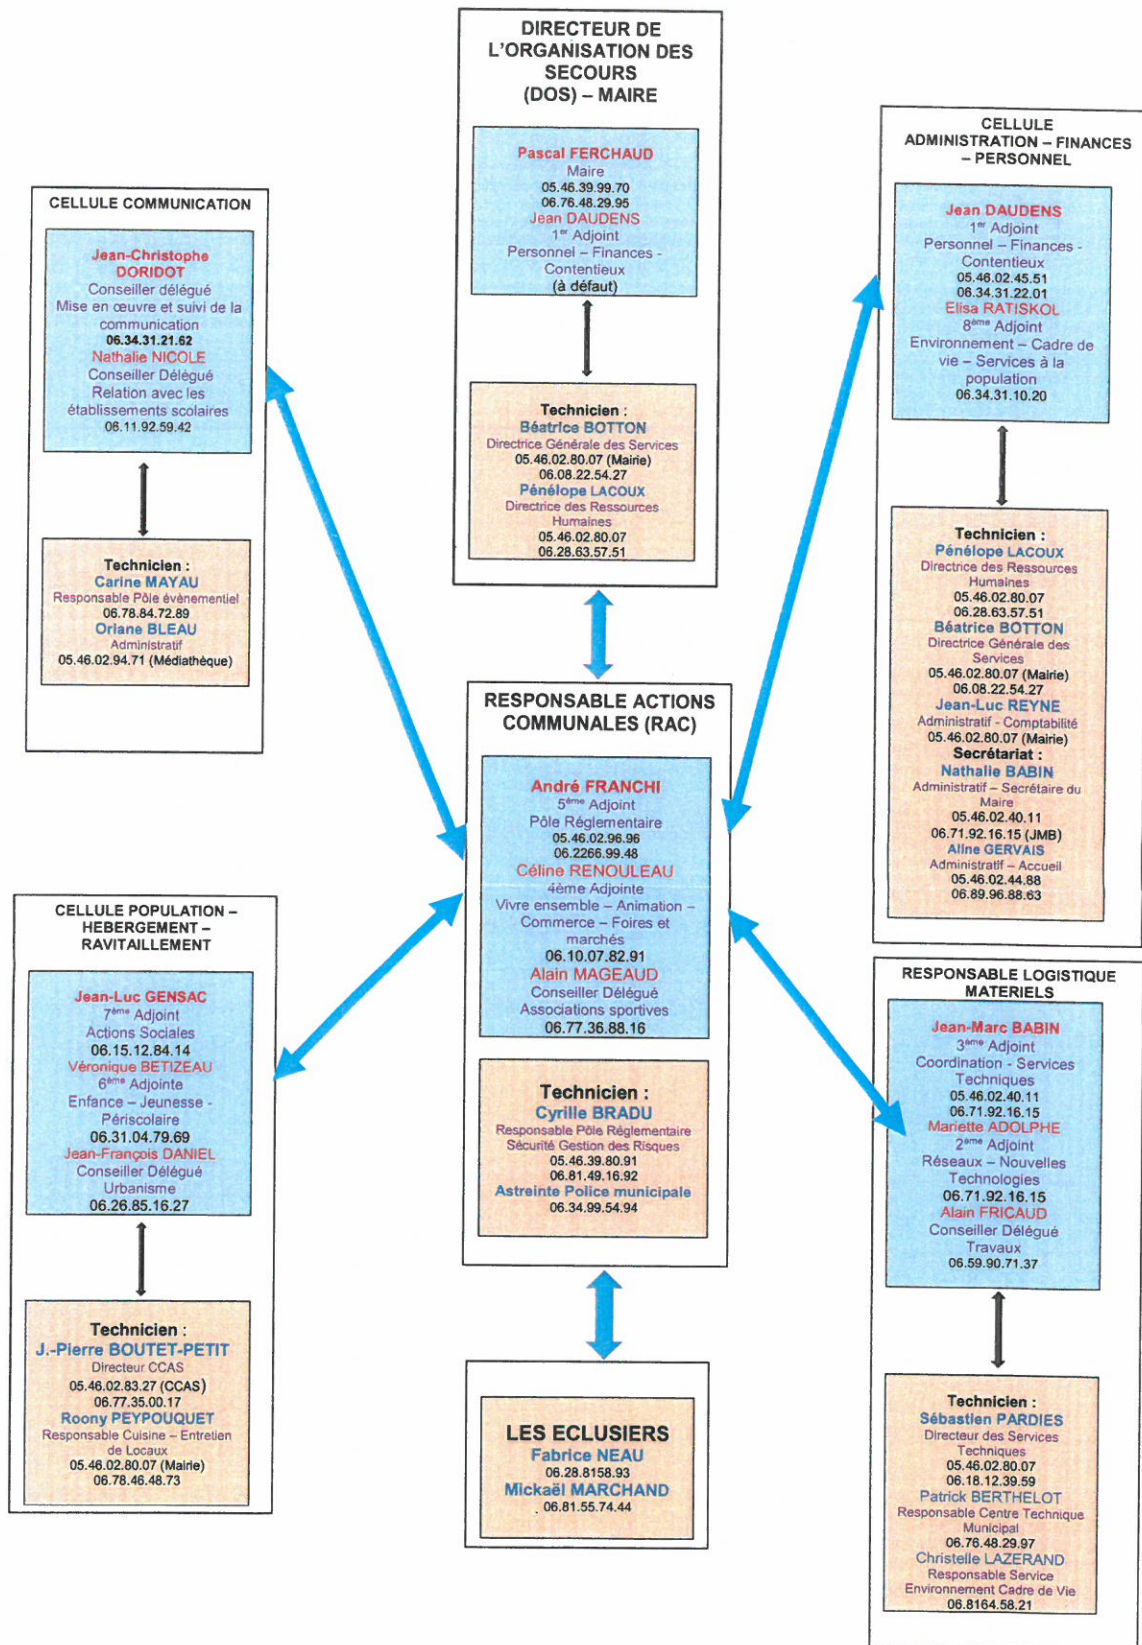 DIRECTEUR DE
L'ORGANISATION DES
SECOURS
(DOS) – MAIRE
Pascal FERCHAUD
Maire
05.46.39.99.70
06.76.48.29.95
Jean DAUDENS
1er Adjoint
Personnel – Finances -
Contentieux
(à défaut)
Technicien :
Béatrice BOTTON
Directrice Générale des Services
05.46.02.80.07 (Mairie)
06.08.22.54.27
Pénélope LACOUX
Directrice des Ressources
Humaines
05.46.02.80.07
06.28.63.57.51
CELLULE COMMUNICATION
Jean-Christophe
DORIDOT
Conseiller délégué
Mise en œuvre et suivi de la
communication
06.34.31.21.62
Nathalie NICOLE
Conseiller Délégué
Relation avec les
établissements scolaires
06.11.92.59.42
Technicien :
Carine MAYAU
Responsable Pôle évènementiel
06.78.84.72.89
Oriane BLEAU
Administratif
05.46.02.94.71 (Médiathèque)
CELLULE
ADMINISTRATION – FINANCES
– PERSONNEL
Jean DAUDENS
1er Adjoint
Personnel – Finances -
Contentieux
05.46.02.45.51
06.34.31.22.01
Elisa RATISKOL
8ème Adjoint
Environnement – Cadre de
vie – Services à la
population
06.34.31.10.20
Technicien :
Pénélope LACOUX
Directrice des Ressources
Humaines
05.46.02.80.07
06.28.63.57.51
Béatrice BOTTON
Directrice Générale des
Services
05.46.02.80.07 (Mairie)
06.08.22.54.27
Jean-Luc REYNE
Administratif - Comptabilité
05.46.02.80.07 (Mairie)
Secrétariat :
Nathalie BABIN
Administratif – Secrétaire du
Maire
05.46.02.40.11
06.71.92.16.15 (JMB)
Aline GERVAIS
Administratif – Accueil
05.46.02.44.88
06.89.96.88.63
RESPONSABLE ACTIONS
COMMUNALES (RAC)
André FRANCHI
5ème Adjoint
Pôle Réglementaire
05.46.02.96.96
06.2266.99.48
Céline RENOULEAU
4ème Adjointe
Vivre ensemble – Animation –
Commerce – Foires et
marchés
06.10.07.82.91
Alain MAGEAUD
Conseiller Délégué
Associations sportives
06.77.36.88.16
Technicien :
Cyrille BRADU
Responsable Pôle Réglementaire
Sécurité Gestion des Risques
05.46.39.80.91
06.81.49.16.92
Astreinte Police municipale
06.34.99.54.94
CELLULE POPULATION –
HEBERGEMENT –
RAVITAILLEMENT
Jean-Luc GENSAC
7ème Adjoint
Actions Sociales
06.15.12.84.14
Véronique BETIZEAU
6ème Adjointe
Enfance – Jeunesse -
Périscolaire
06.31.04.79.69
Jean-François DANIEL
Conseiller Délégué
Urbanisme
06.26.85.16.27
Technicien :
J.-Pierre BOUTET-PETIT
Directeur CCAS
05.46.02.83.27 (CCAS)
06.77.35.00.17
Roony PEYPOUQUET
Responsable Cuisine – Entretien
de Locaux
05.46.02.80.07 (Mairie)
06.78.46.48.73
LES ECLUSIERS
Fabrice NEAU
06.28.8158.93
Mickaël MARCHAND
06.81.55.74.44
RESPONSABLE LOGISTIQUE
MATERIELS
Jean-Marc BABIN
3ème Adjoint
Coordination - Services
Techniques
05.46.02.40.11
06.71.92.16.15
Mariette ADOLPHE
2ème Adjoint
Réseaux – Nouvelles
Technologies
06.71.92.16.15
Alain FRICAUD
Conseiller Délégué
Travaux
06.59.90.71.37
Technicien :
Sébastien PARDIES
Directeur des Services
Techniques
05.46.02.80.07
06.18.12.39.59
Patrick BERTHELOT
Responsable Centre Technique
Municipal
06.76.48.29.97
Christelle LAZERAND
Responsable Service
Environnement Cadre de Vie
06.8164.58.21